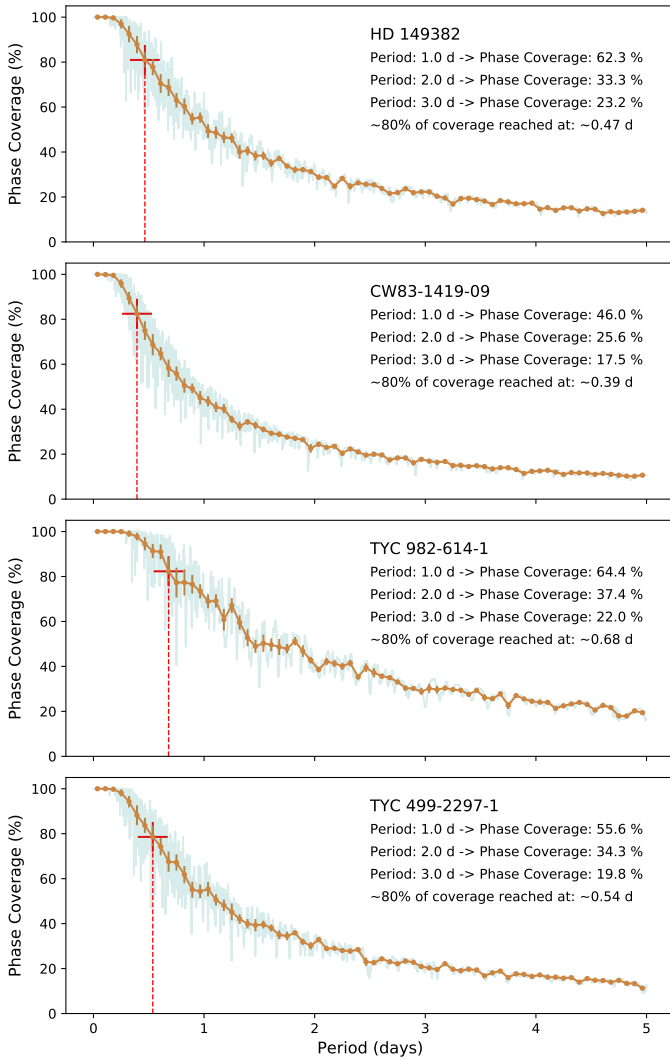 100
80
60
40
20
0
Phase Coverage (%)
HD 149382
Period: 1.0 d -> Phase Coverage: 62.3 %
Period: 2.0 d -> Phase Coverage: 33.3 %
Period: 3.0 d -> Phase Coverage: 23.2 %
~80% of coverage reached at: ~0.47 d
100
80
60
40
20
0
Phase Coverage (%)
CW83-1419-09
Period: 1.0 d -> Phase Coverage: 46.0 %
Period: 2.0 d -> Phase Coverage: 25.6 %
Period: 3.0 d -> Phase Coverage: 17.5 %
~80% of coverage reached at: ~0.39 d
100
80
60
40
20
0
Phase Coverage (%)
TYC 982-614-1
Period: 1.0 d -> Phase Coverage: 64.4 %
Period: 2.0 d -> Phase Coverage: 37.4 %
Period: 3.0 d -> Phase Coverage: 22.0 %
~80% of coverage reached at: ~0.68 d
100
80
60
40
20
0
Phase Coverage (%)
TYC 499-2297-1
Period: 1.0 d -> Phase Coverage: 55.6 %
Period: 2.0 d -> Phase Coverage: 34.3 %
Period: 3.0 d -> Phase Coverage: 19.8 %
~80% of coverage reached at: ~0.54 d
0 1 2 3 4 5
Period (days)